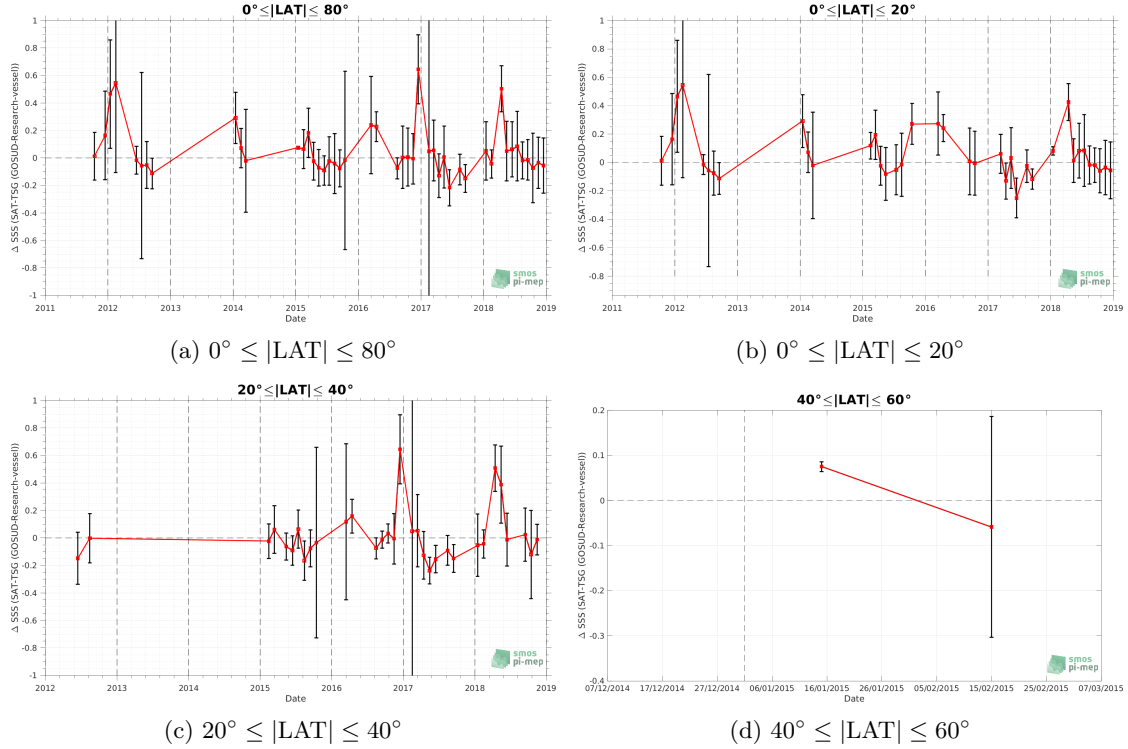 0°≤|LAT|≤ 80°
Δ SSS (SAT-TSG (GOSUD-Research-vessel))
1
0.8
0.6
0.4
0.2
0
-0.2
-0.4
-0.6
-0.8
-1
2011 2012 2013 2014 2015 2016 2017 2018 2019
Date
smos
pi-mep
(a) 0° ≤ |LAT| ≤ 80°
0°≤|LAT|≤ 20°
Δ SSS (SAT-TSG (GOSUD-Research-vessel))
1
0.8
0.6
0.4
0.2
0
-0.2
-0.4
-0.6
-0.8
2011 2012 2013 2014 2015 2016 2017 2018 2019
Date
smos
pi-mep
(b) 0° ≤ |LAT| ≤ 20°
20°≤|LAT|≤ 40°
Δ SSS (SAT-TSG (GOSUD-Research-vessel))
1
0.8
0.6
0.4
0.2
0
-0.2
-0.4
-0.6
-0.8
-1
2012 2013 2014 2015 2016 2017 2018 2019
Date
smos
pi-mep
(c) 20° ≤ |LAT| ≤ 40°
40°≤|LAT|≤ 60°
Δ SSS (SAT-TSG (GOSUD-Research-vessel))
0.2
0.1
0
-0.1
-0.2
-0.3
-0.4
07/12/2014 17/12/2014 27/12/2014 06/01/2015 16/01/2015 26/01/2015 05/02/2015 15/02/2015 25/02/2015 07/03/2015
Date
smos
pi-mep
(d) 40° ≤ |LAT| ≤ 60°